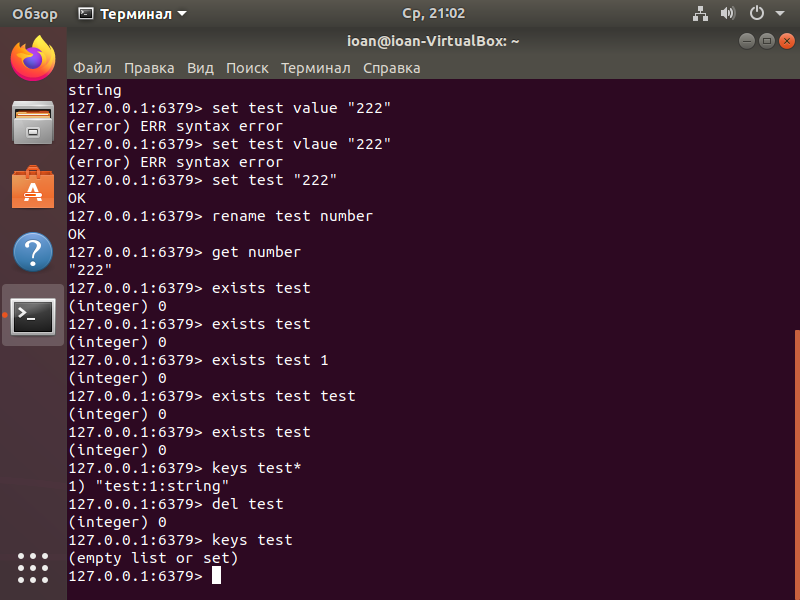 Обзор Терминал Ср, 21:02
ioan@ioan-VirtualBox: ~
Файл Правка Вид Поиск Терминал Справка
string
127.0.0.1:6379> set test value "222"
(error) ERR syntax error
127.0.0.1:6379> set test vlaue "222"
(error) ERR syntax error
127.0.0.1:6379> set test "222"
OK
127.0.0.1:6379> rename test number
OK
127.0.0.1:6379> get number
"222"
127.0.0.1:6379> exists test
(integer) 0
127.0.0.1:6379> exists test
(integer) 0
127.0.0.1:6379> exists test 1
(integer) 0
127.0.0.1:6379> exists test test
(integer) 0
127.0.0.1:6379> exists test
(integer) 0
127.0.0.1:6379> keys test*
1) "test:1:string"
127.0.0.1:6379> del test
(integer) 0
127.0.0.1:6379> keys test
(empty list or set)
127.0.0.1:6379>